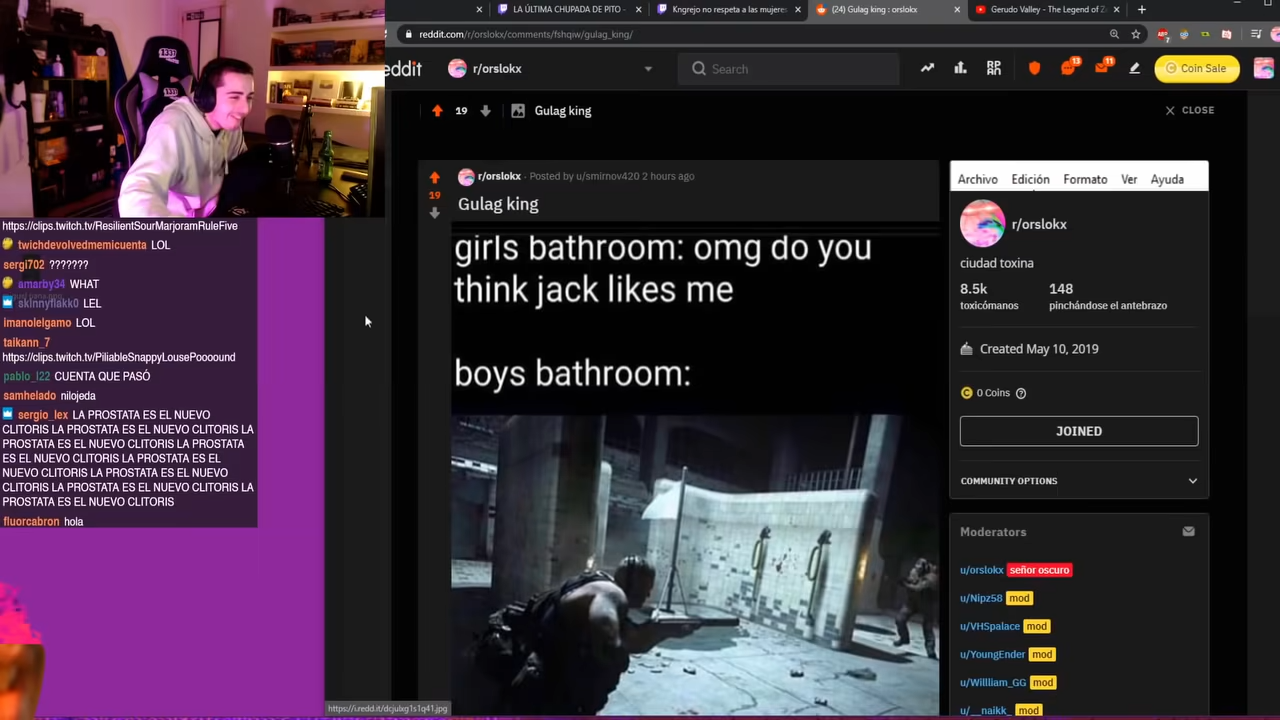 LA ÚLTIMA CHUPADA DE PITO -
Kngrejo no respeta a las mujeres
(24) Gulag king : orslokx
Gerudo Valley - The Legend of Z
reddit.com/r/orslokx/comments/fshqiw/gulag_king/
eddit
r/orslokx
Search
13
11
Coin Sale
19
Gulag king
CLOSE
r/orslokx · Posted by u/smirnov420 2 hours ago
19
Gulag king
girls bathroom: omg do you
think jack likes me
boys bathroom:
https://i.redd.it/dcjulxg1s1q41.jpg
Archivo Edición Formato Ver Ayuda
r/orslokx
ciudad toxina
8.5k 148
toxicómanos pinchándose el antebrazo
Created May 10, 2019
0 Coins
JOINED
COMMUNITY OPTIONS
Moderators
u/orslokx señor oscuro
u/Nipz58 mod
u/VHSpalace mod
u/YoungEnder mod
u/Willliam_GG mod
u/__naikk_ mod
https://clips.twitch.tv/ResilientSourMarjoramRuleFive
twichdevolvedmemicuenta LOL
sergi702 ???????
amarby34 WHAT
sk1nnyflakk0 LEL
imanolelgamo LOL
taikann_7
https://clips.twitch.tv/PiliableSnappyLousePoooound
pablo_l22 CUENTA QUE PASÓ
samhelado nilojeda
sergio_lex LA PROSTATA ES EL NUEVO
CLITORIS LA PROSTATA ES EL NUEVO CLITORIS LA
PROSTATA ES EL NUEVO CLITORIS LA PROSTATA
ES EL NUEVO CLITORIS LA PROSTATA ES EL
NUEVO CLITORIS LA PROSTATA ES EL NUEVO
CLITORIS LA PROSTATA ES EL NUEVO CLITORIS LA
PROSTATA ES EL NUEVO CLITORIS
fluorcabron hola